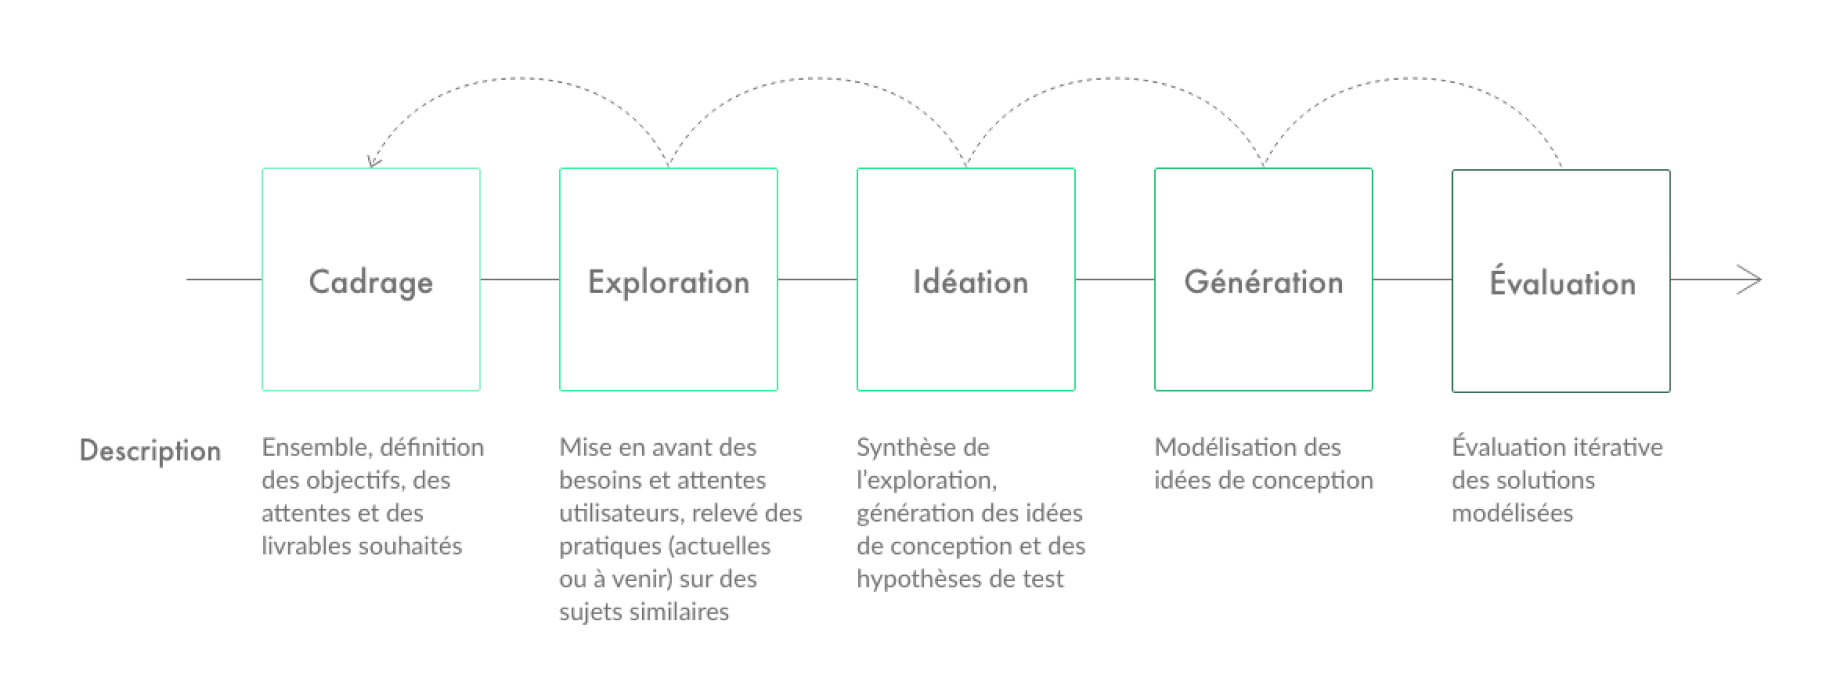 Cadrage
Exploration
Idéation
Génération
Évaluation
Description
Ensemble, définition
des objectifs, des
attentes et des
livrables souhaités
Mise en avant des
besoins et attentes
utilisateurs, relevé des
pratiques (actuelles
ou à venir) sur des
sujets similaires
Synthèse de
l’exploration,
génération des idées
de conception et des
hypothèses de test
Modélisation des
idées de conception
Évaluation itérative
des solutions
modélisées